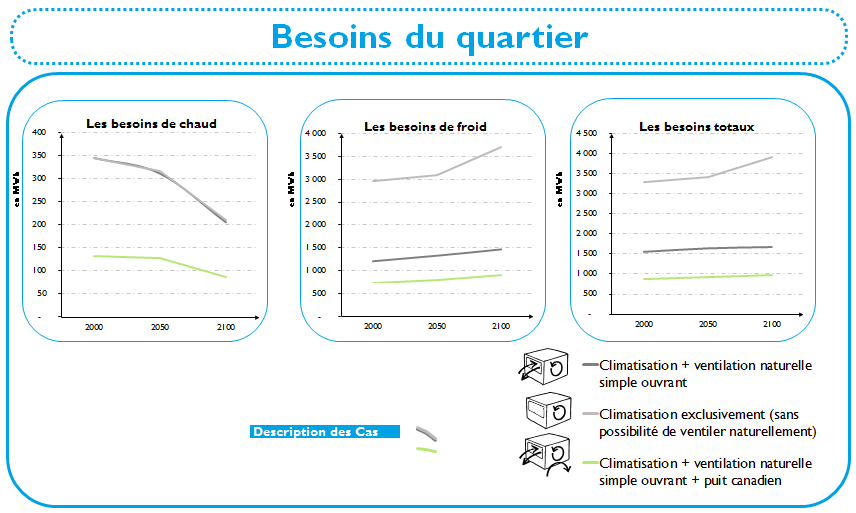 Besoins du quartier
Les besoins de chaud
en MWh
400
350
300
250
200
150
100
50
-
2000 2050 2100
Les besoins de froid
en MWh
4 000
3 500
3 000
2 500
2 000
1 500
1 000
500
-
2000 2050 2100
Les besoins totaux
en MWh
4 500
4 000
3 500
3 000
2 500
2 000
1 500
1 000
500
-
2000 2050 2100
Description des Cas
Climatisation + ventilation naturelle
simple ouvrant
Climatisation exclusivement (sans
possibilité de ventiler naturellement)
Climatisation + ventilation naturelle
simple ouvrant + puit canadien